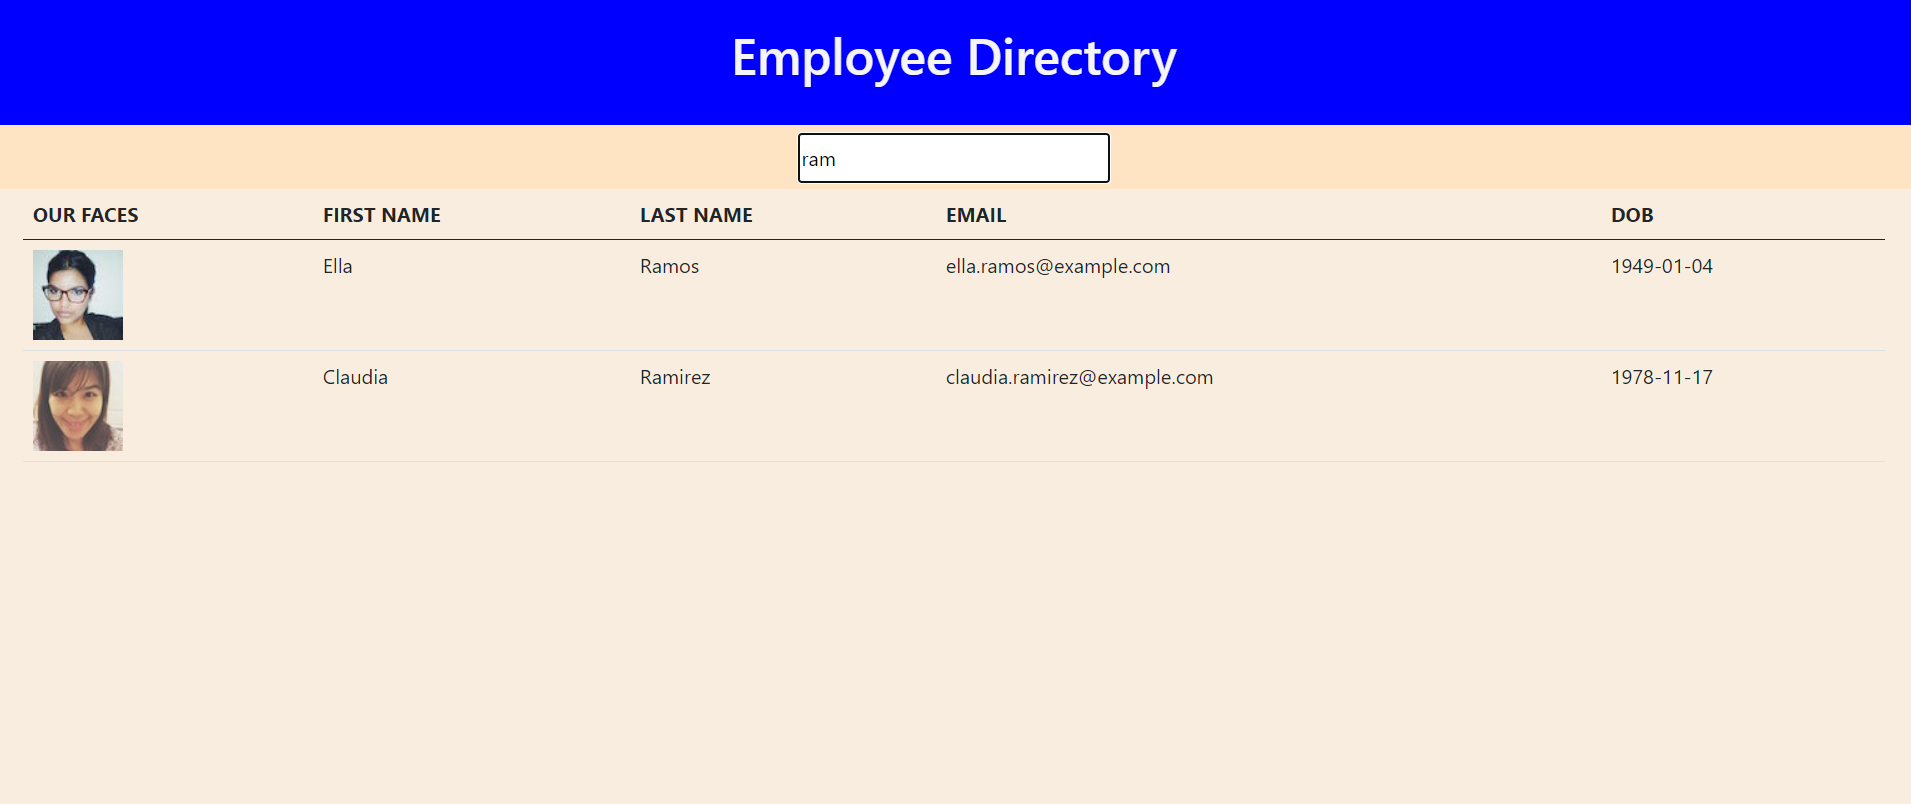 Employee Directory
ram
OUR FACES FIRST NAME LAST NAME EMAIL DOB
Ella Ramos ella.ramos@example.com 1949-01-04
Claudia Ramirez claudia.ramirez@example.com 1978-11-17